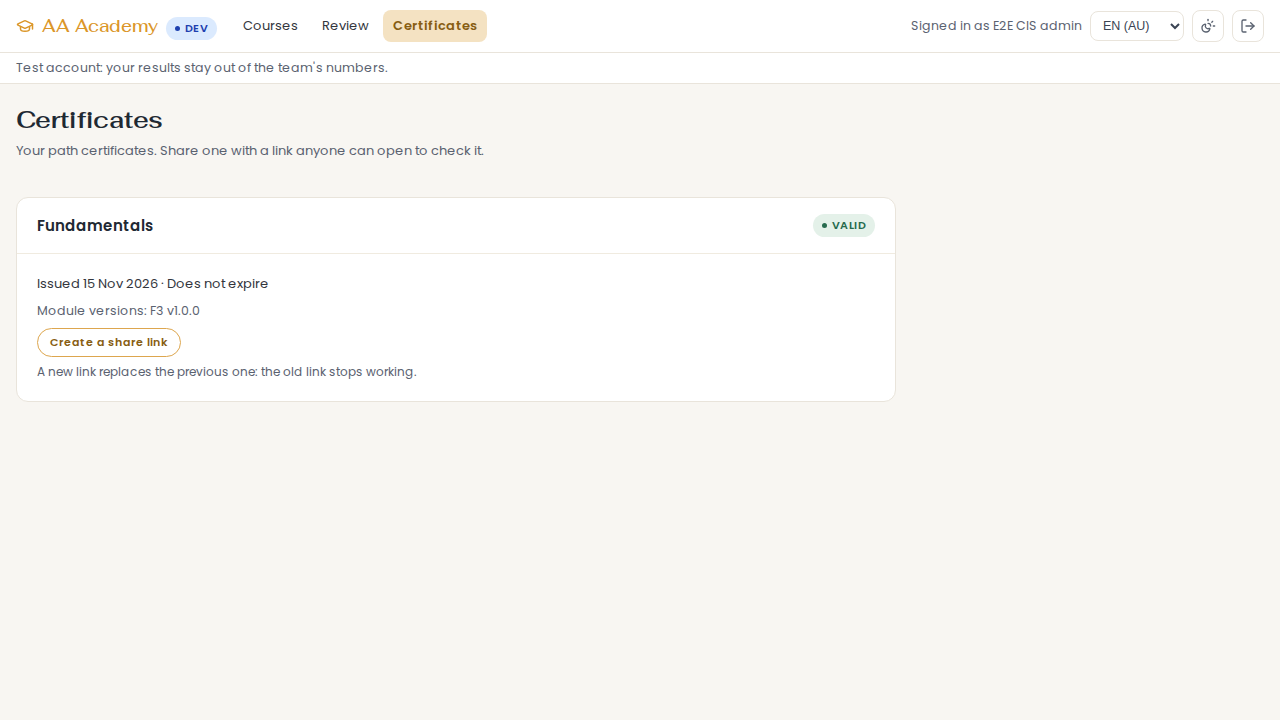 AA Academy
DEV
Courses
Review
Certificates
Signed in as E2E CIS admin
EN (AU)
Test account: your results stay out of the team's numbers.
Certificates
Your path certificates. Share one with a link anyone can open to check it.
Fundamentals
VALID
Issued 15 Nov 2026 · Does not expire
Module versions: F3 v1.0.0
Create a share link
A new link replaces the previous one: the old link stops working.